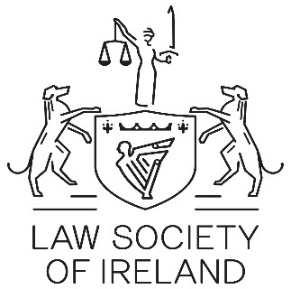 LAW SOCIETY
OF IRELAND